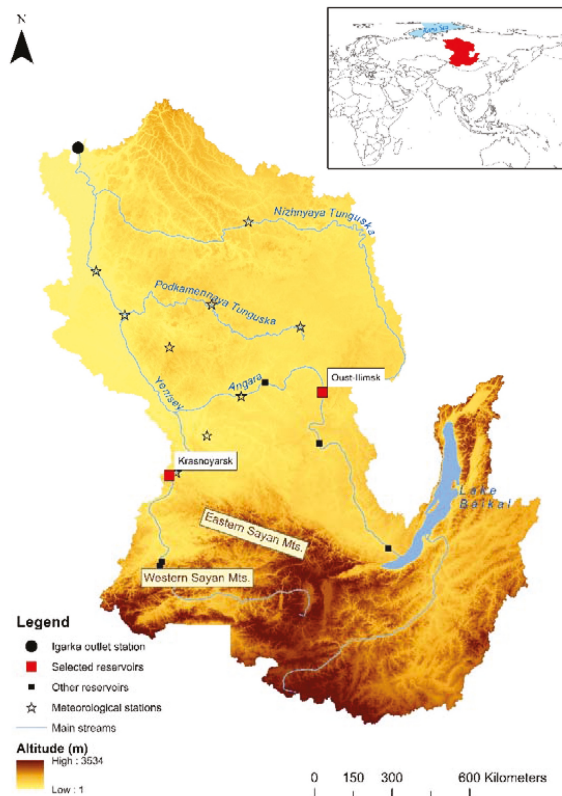 N
Nizhnyaya Tunguska
Podkamennaya Tunguska
Yenisey
Angara
Oust-Ilimsk
Krasnoyarsk
Lake
Baikal
Eastern Sayan Mts.
Western Sayan Mts.
Legend
Igarka outlet station
Selected reservoirs
Other reservoirs
Meteorological stations
Main streams
Altitude (m)
High : 3534
Low : 1
0 150 300 600 Kilometers